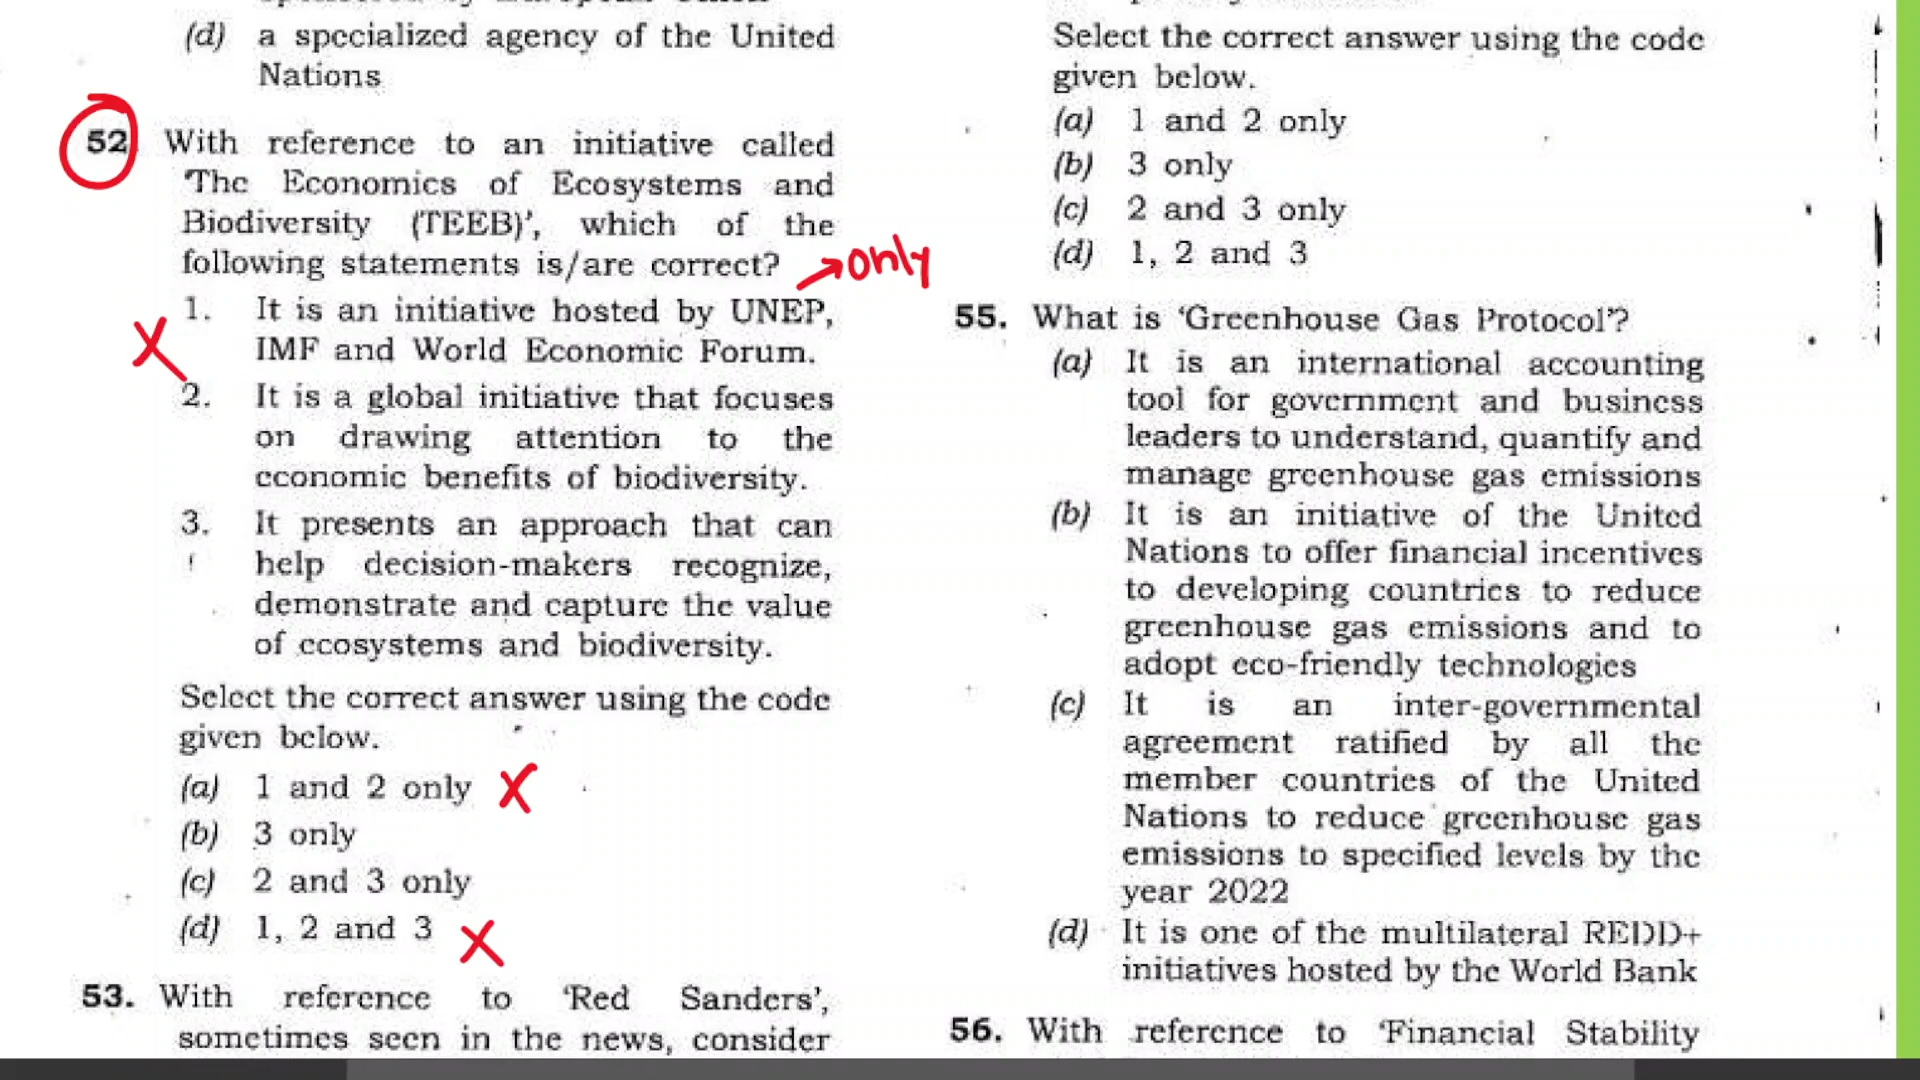 (d) a specialized agency of the United
Nations
52 With reference to an initiative called
'The Economics of Ecosystems and
Biodiversity (TEEB)', which of the
following statements is/are correct?
only
1. It is an initiative hosted by UNEP,
IMF and World Economic Forum.
2. It is a global initiative that focuses
on drawing attention to the
economic benefits of biodiversity.
3. It presents an approach that can
help decision-makers recognize,
demonstrate and capture the value
of ecosystems and biodiversity.
Select the correct answer using the code
given below.
(a) 1 and 2 only
(b) 3 only
(c) 2 and 3 only
(d) 1, 2 and 3
53. With reference to 'Red Sanders',
sometimes seen in the news, consider
Select the correct answer using the code
given below.
(a) 1 and 2 only
(b) 3 only
(c) 2 and 3 only
(d) 1, 2 and 3
55. What is 'Greenhouse Gas Protocol'?
(a) It is an international accounting
tool for government and business
leaders to understand, quantify and
manage greenhouse gas emissions
(b) It is an initiative of the United
Nations to offer financial incentives
to developing countries to reduce
greenhouse gas emissions and to
adopt eco-friendly technologies
(c) It is an inter-governmental
agreement ratified by all the
member countries of the United
Nations to reduce greenhouse gas
emissions to specified levels by the
year 2022
(d) It is one of the multilateral REDD+
initiatives hosted by the World Bank
56. With reference to 'Financial Stability